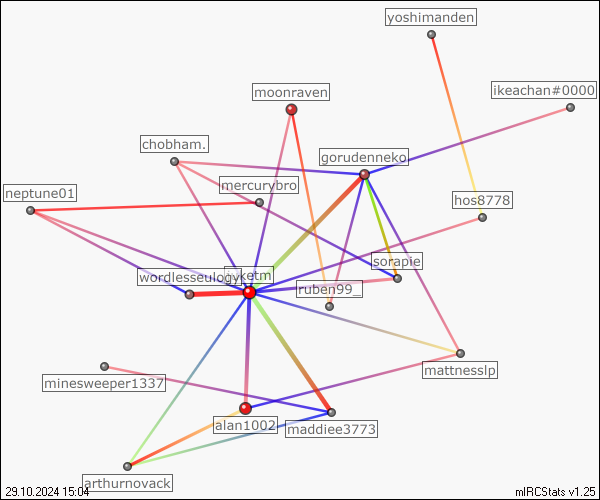 yoshimanden
ikeachan#0000
moonraven
chobham.
gorudenneko
mercurybro
neptune01
hos8778
sorapie
wordlesseulogy
ruben99_
mattnesslp
minesweeper1337
alan1002
maddiee3773
arthurnovack
29.10.2024 15:04
mIRCStats v1.25